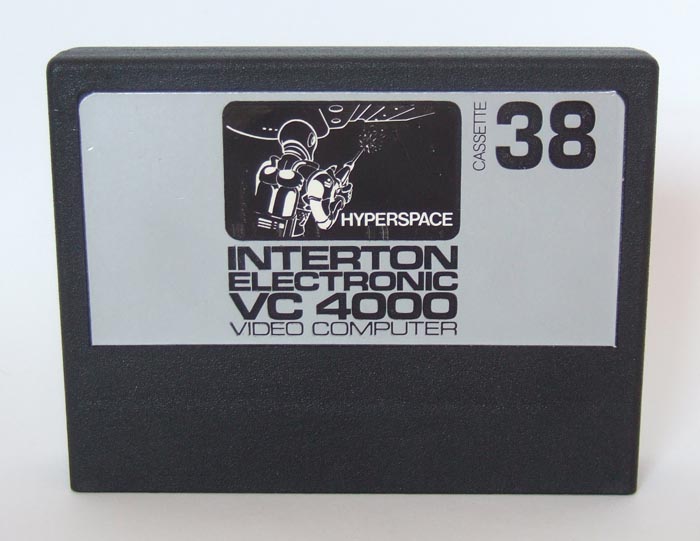 CASSETTE 38
HYPERSPACE
INTERTON
ELECTRONIC
VC 4000
VIDEO COMPUTER